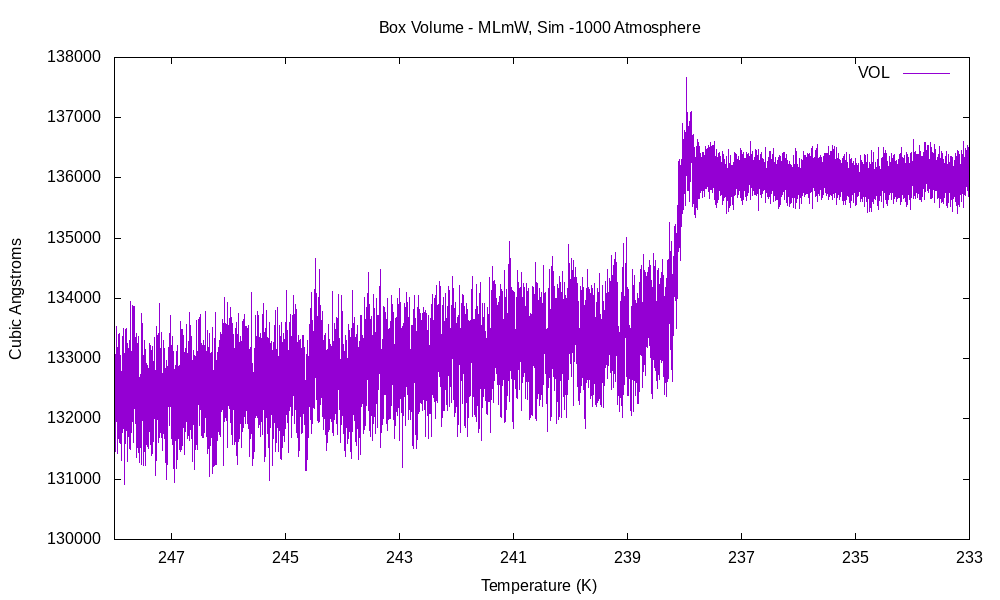 Box Volume - MLmW, Sim -1000 Atmosphere
VOL
138000
137000
136000
135000
134000
133000
132000
131000
130000
Cubic Angstroms
247 245 243 241 239 237 235 233
Temperature (K)